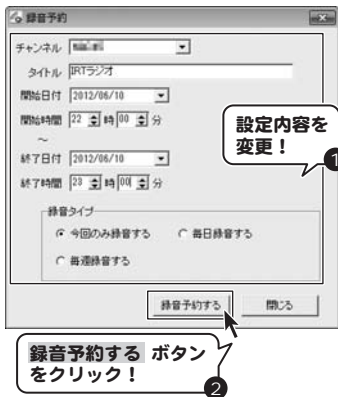 録音予約
チャンネル
タイトル IRTラジオ
開始日付 2012/06/10
開始時間 22 時 00 分
～
終了日付 2012/06/10
終了時間 23 時 00 分
設定内容を
変更！
1
録音タイプ
今回のみ録音する 毎日録音する
毎週録音する
録音予約する 閉じる
録音予約する ボタン
をクリック！
2